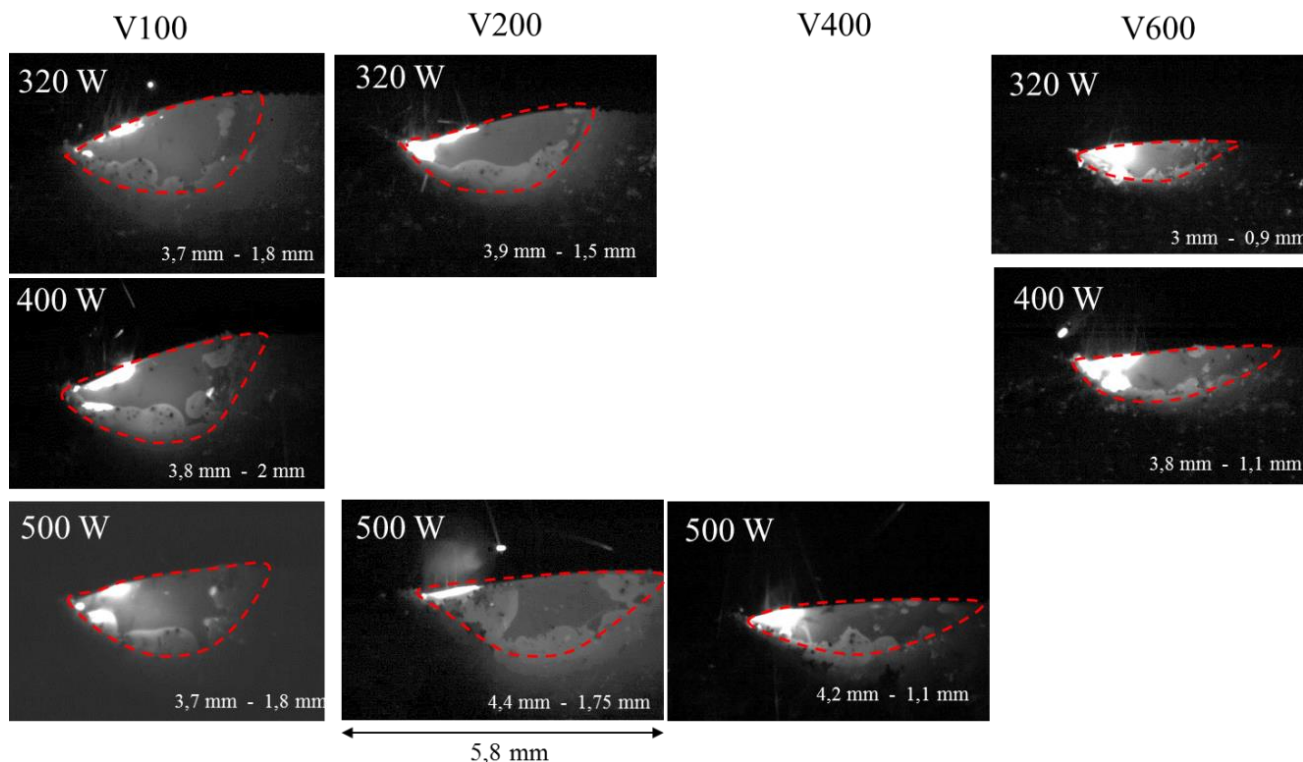 V100 V200 V400 V600
320 W 320 W 320 W
3,7 mm - 1,8 mm 3,9 mm - 1,5 mm 3 mm - 0,9 mm
400 W 400 W
3,8 mm - 2 mm 3,8 mm - 1,1 mm
500 W 500 W 500 W
3,7 mm - 1,8 mm 4,4 mm - 1,75 mm 4,2 mm - 1,1 mm
5,8 mm